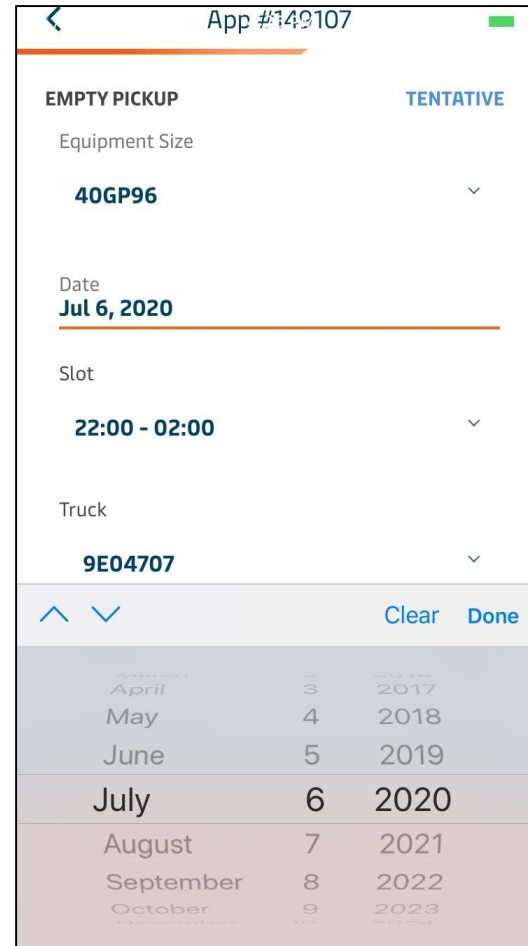 App #149107
EMPTY PICKUP TENTATIVE
Equipment Size
40GP96
Date
Jul 6, 2020
Slot
22:00 - 02:00
Truck
9E04707
Clear Done
April 3 2017
May 4 2018
June 5 2019
July 6 2020
August 7 2021
September 8 2022
October 9 2023